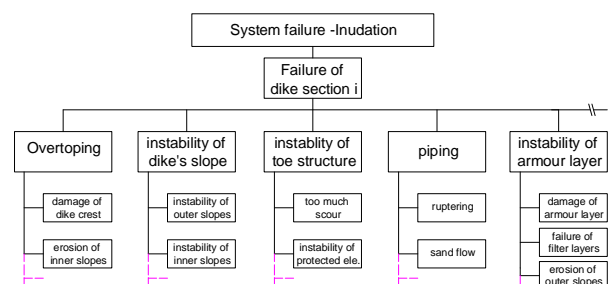 System failure -Inudation
Failure of
dike section i
Overtoping
instability of
dike's slope
instablity of
toe structure
piping
instability of
armour layer
damage of
dike crest
erosion of
inner slopes
instability of
outer slopes
instability of
inner slopes
too much
scour
instability of
protected ele.
ruptering
sand flow
damage of
armour layer
failure of
filter layers
erosion of
outer slopes